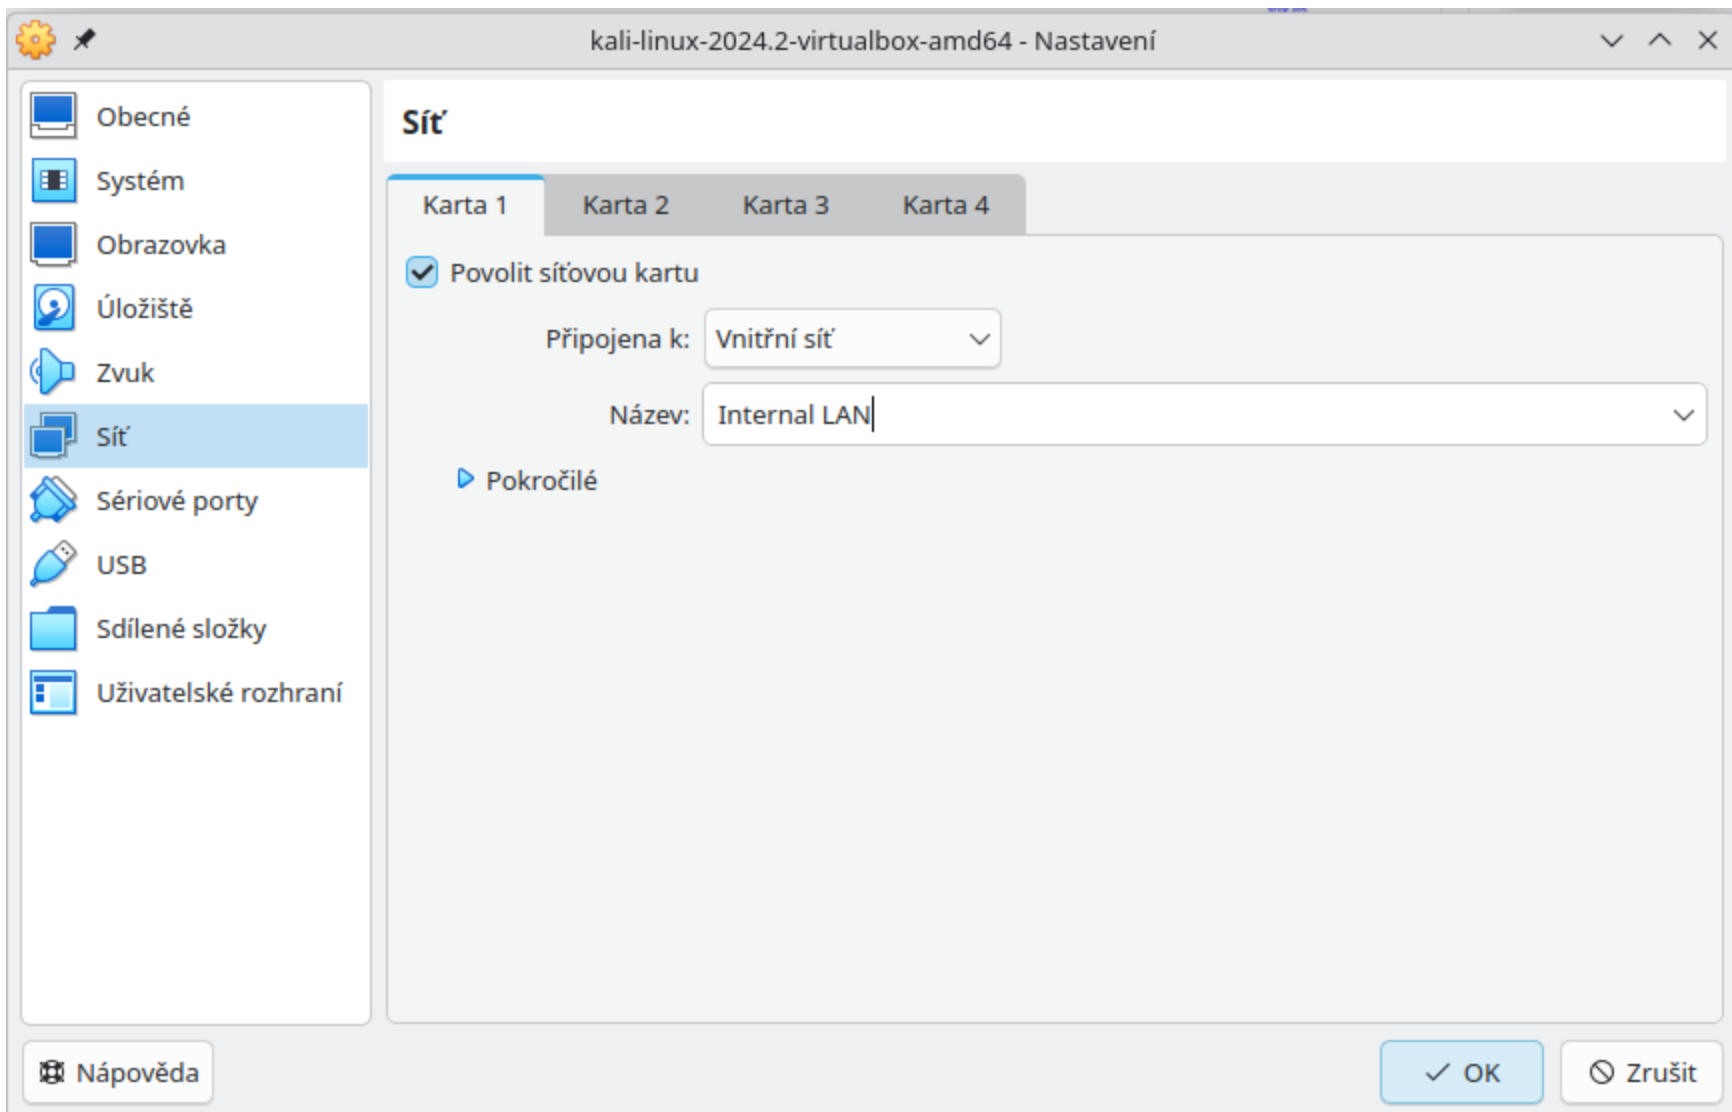 kali-linux-2024.2-virtualbox-amd64 - Nastavení
Obecné
Systém
Obrazovka
Úložiště
Zvuk
Síť
Sériové porty
USB
Sdílené složky
Uživatelské rozhraní
Síť
Karta 1
Karta 2
Karta 3
Karta 4
Povolit síťovou kartu
Připojena k: Vnitřní síť
Název: Internal LAN
Pokročilé
Nápověda
OK
Zrušit